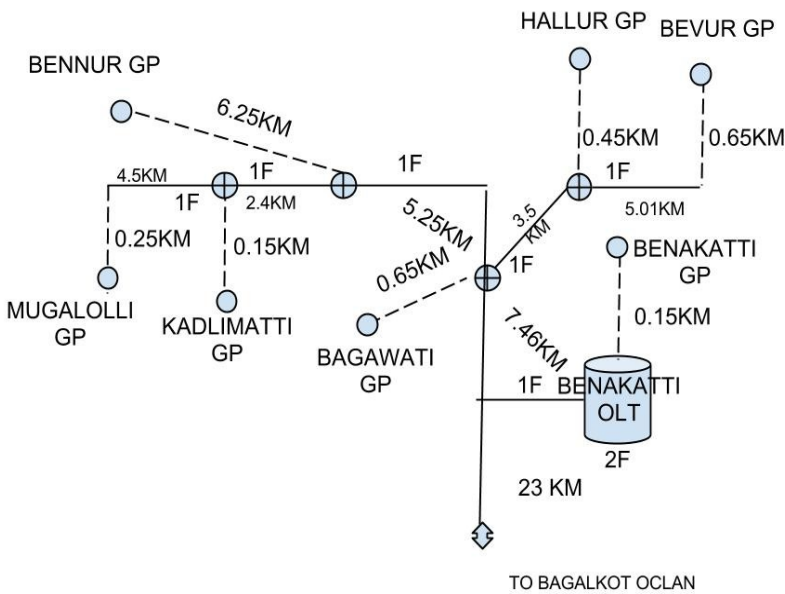 HALLUR GP
BEVUR GP
BENNUR GP
6.25KM
0.45KM
0.65KM
4.5KM
1F
1F
1F
1F
2.4KM
5.01KM
5.25KM
3.5
KM
0.25KM
0.15KM
0.65KM
1F
BENAKATTI
GP
MUGALOLLI
GP
KADLIMATTI
GP
BAGAWATI
GP
7.46KM
0.15KM
1F
BENAKATTI
OLT
2F
23 KM
TO BAGALKOT OCLAN